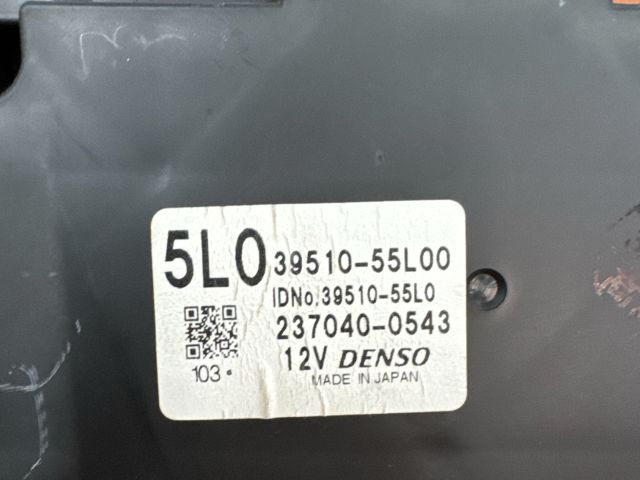 5L0 39510-55L00
IDNo.39510-55L0
237040-0543
12V DENSO
103
MADE IN JAPAN